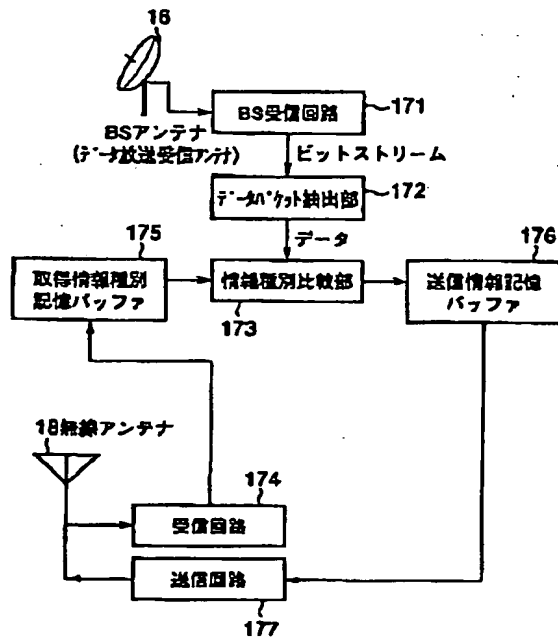 16
BS受信回路
171
BSアンテナ
(データ放送受信アンテナ)
ビットストリーム
データパケット抽出部
172
データ
175
176
取得情報種別
記憶バッファ
情報種別比較部
送信情報記憶
バッファ
173
18無線アンテナ
174
受信回路
送信回路
177